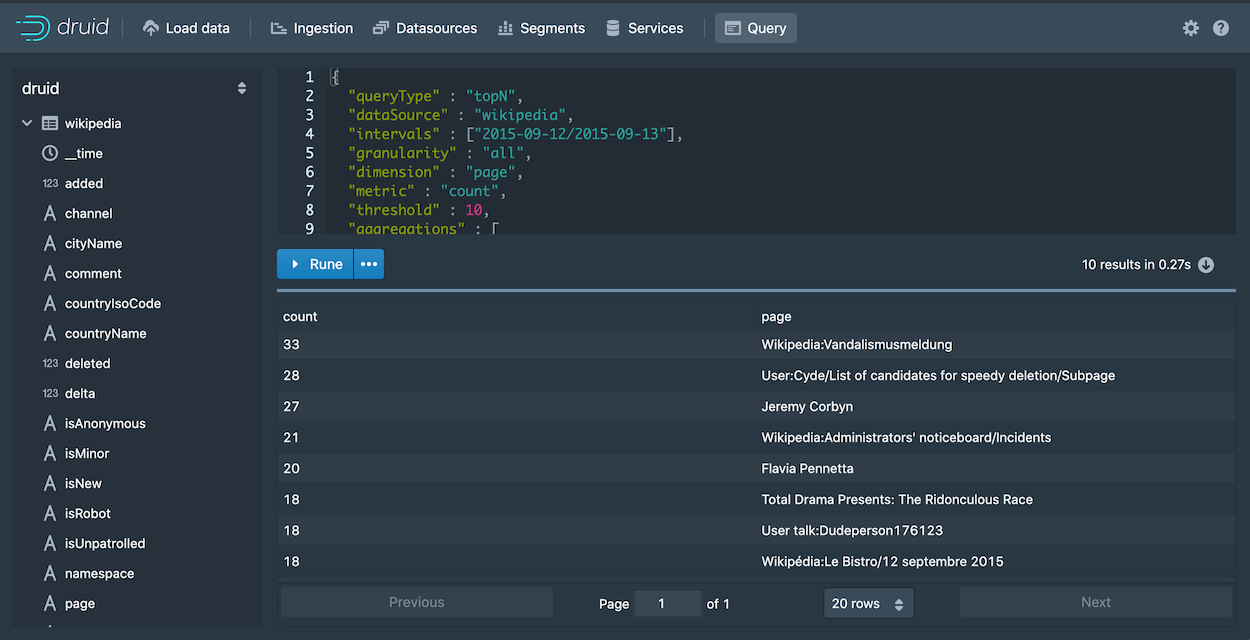 druid Load data Ingestion Datasources Segments Services Query
druid
wikipedia
__time
123 added
channel
cityName
comment
countryIsoCode
countryName
123 deleted
123 delta
isAnonymous
isMinor
isNew
isRobot
isUnpatrolled
namespace
page
1 {
2 "queryType" : "topN",
3 "dataSource" : "wikipedia",
4 "intervals" : ["2015-09-12/2015-09-13"],
5 "granularity" : "all",
6 "dimension" : "page",
7 "metric" : "count",
8 "threshold" : 10,
9 "aggregations" : [
Rune ••• 10 results in 0.27s
count page
33 Wikipedia:Vandalismusmeldung
28 User:Cyde/List of candidates for speedy deletion/Subpage
27 Jeremy Corbyn
21 Wikipedia:Administrators' noticeboard/Incidents
20 Flavia Pennetta
18 Total Drama Presents: The Ridonculous Race
18 User talk:Dudeperson176123
18 Wikipédia:Le Bistro/12 septembre 2015
Previous Page 1 of 1 20 rows Next